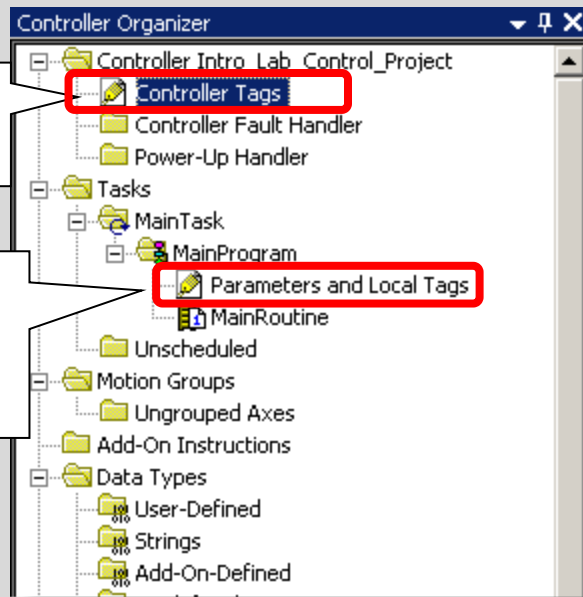 Controller Organizer
Controller Intro_Lab_Control_Project
Controller Tags
Controller Fault Handler
Power-Up Handler
Tasks
MainTask
MainProgram
Parameters and Local Tags
MainRoutine
Unscheduled
Motion Groups
Ungrouped Axes
Add-On Instructions
Data Types
User-Defined
Strings
Add-On-Defined